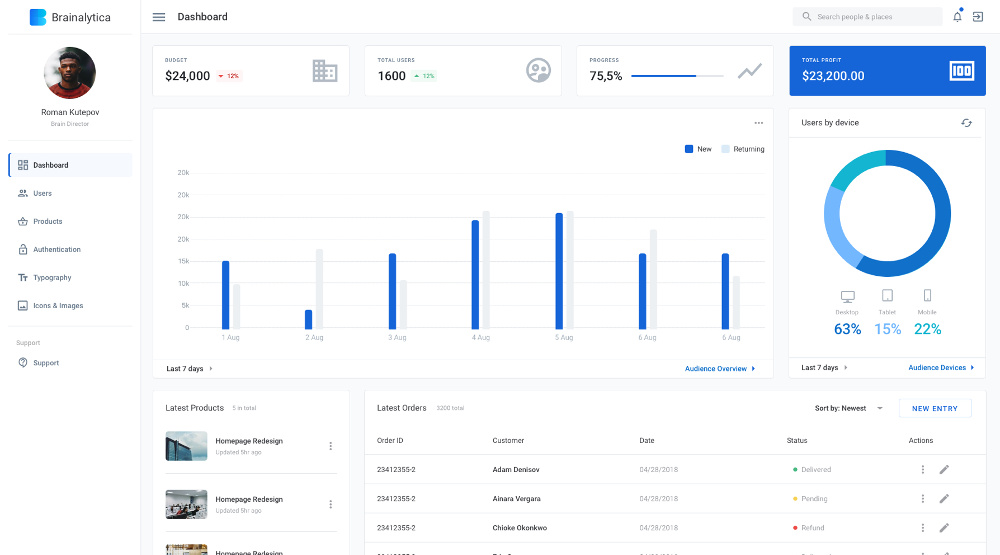 Brainalytica
Roman Kutepov
Brain Director
Dashboard
Users
Products
Authentication
Typography
Icons & Images
Support
Support
Dashboard
Search people & places
BUDGET
$24,000
12%
TOTAL USERS
1600
12%
PROGRESS
75,5%
TOTAL PROFIT
$23,200.00
100
New
Returning
20k
20k
20k
20k
15k
10k
5k
0
1 Aug
2 Aug
3 Aug
4 Aug
5 Aug
6 Aug
6 Aug
Last 7 days
Audience Overview
Users by device
Desktop
Tablet
Mobile
63%
15%
22%
Last 7 days
Audience Devices
Latest Products
5 in total
Homepage Redesign
Updated 5hr ago
Homepage Redesign
Updated 5hr ago
Homepage Redesign
Latest Orders
3200 total
Sort by: Newest
NEW ENTRY
Order ID Customer Date Status Actions
23412355-2 Adam Denisov 04/28/2018 Delivered
23412355-2 Ainara Vergara 04/28/2018 Pending
23412355-2 Chioke Okonkwo 04/28/2018 Refund